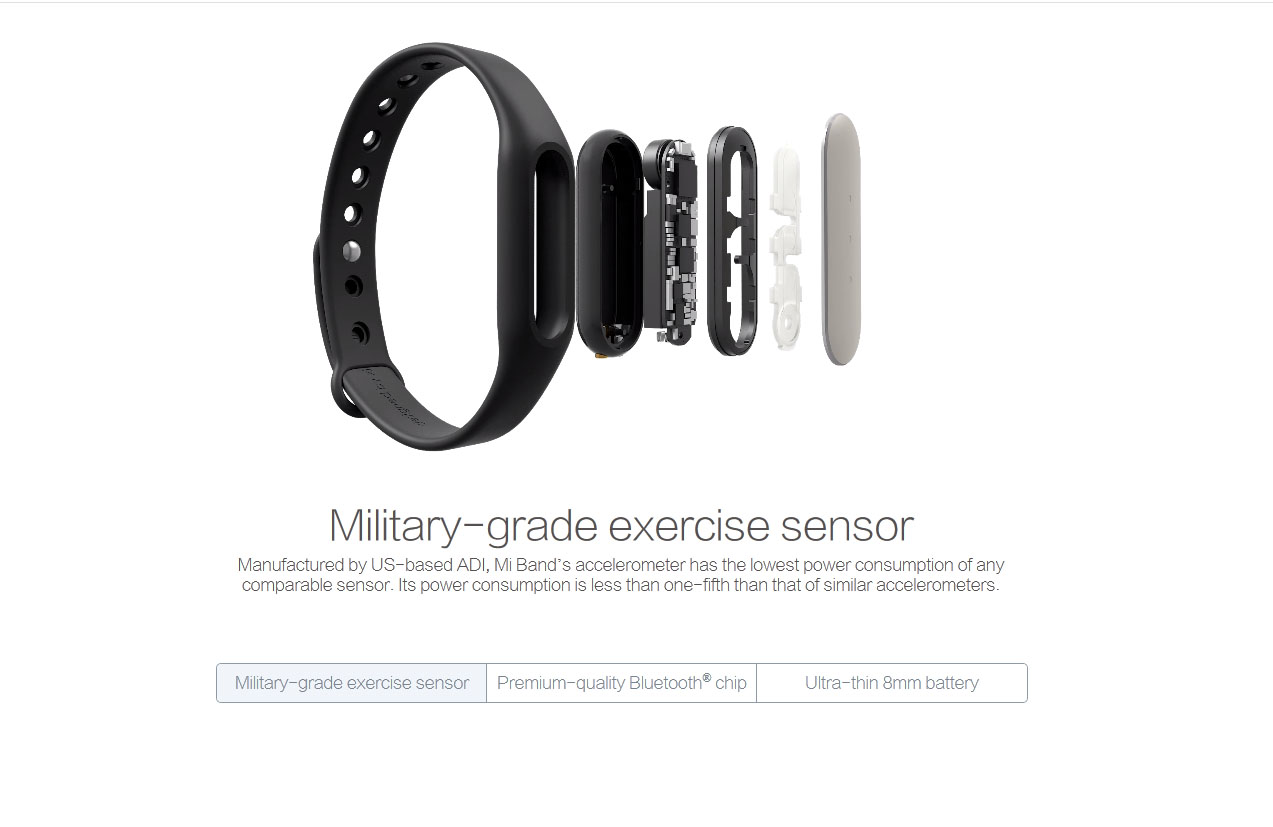 Military-grade exercise sensor
Manufactured by US-based ADI, Mi Band's accelerometer has the lowest power consumption of any
comparable sensor. Its power consumption is less than one-fifth than that of similar accelerometers.
Military-grade exercise sensor
Premium-quality Bluetooth® chip
Ultra-thin 8mm battery